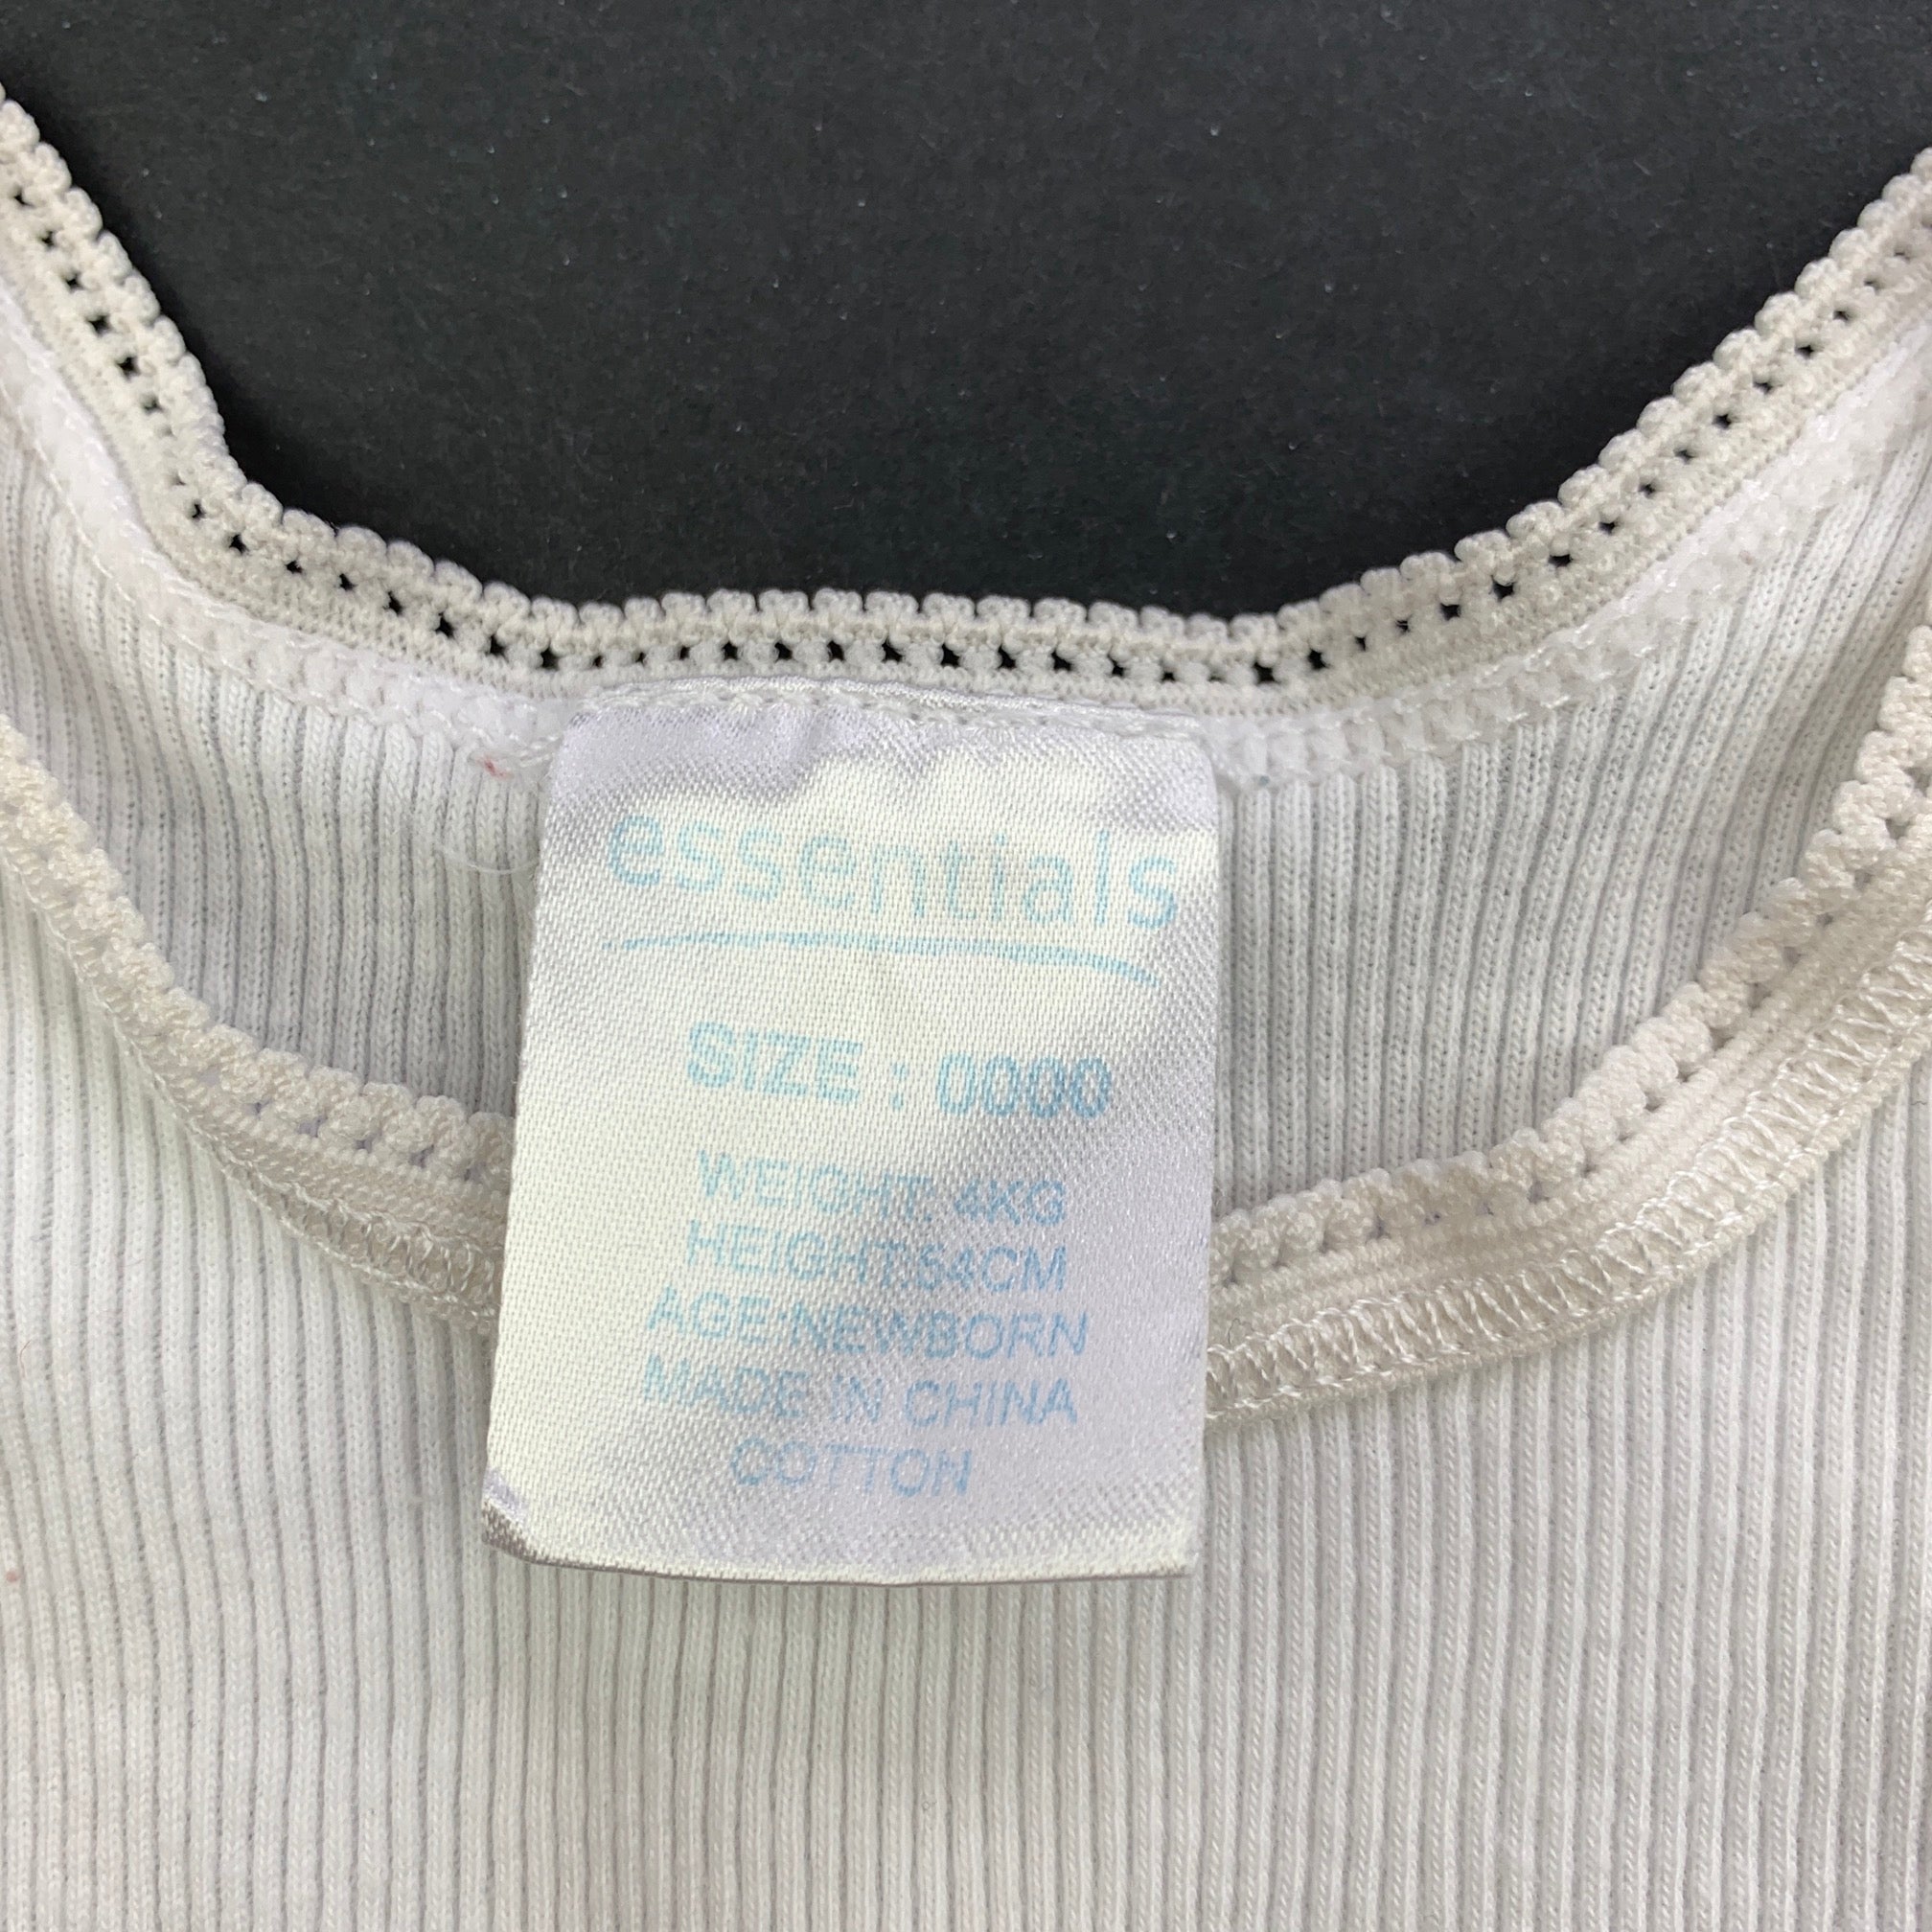 essentials
SIZE : 0000
WEIGHT: 4KG
HEIGHT:54CM
AGE:NEWBORN
MADE IN CHINA
COTTON